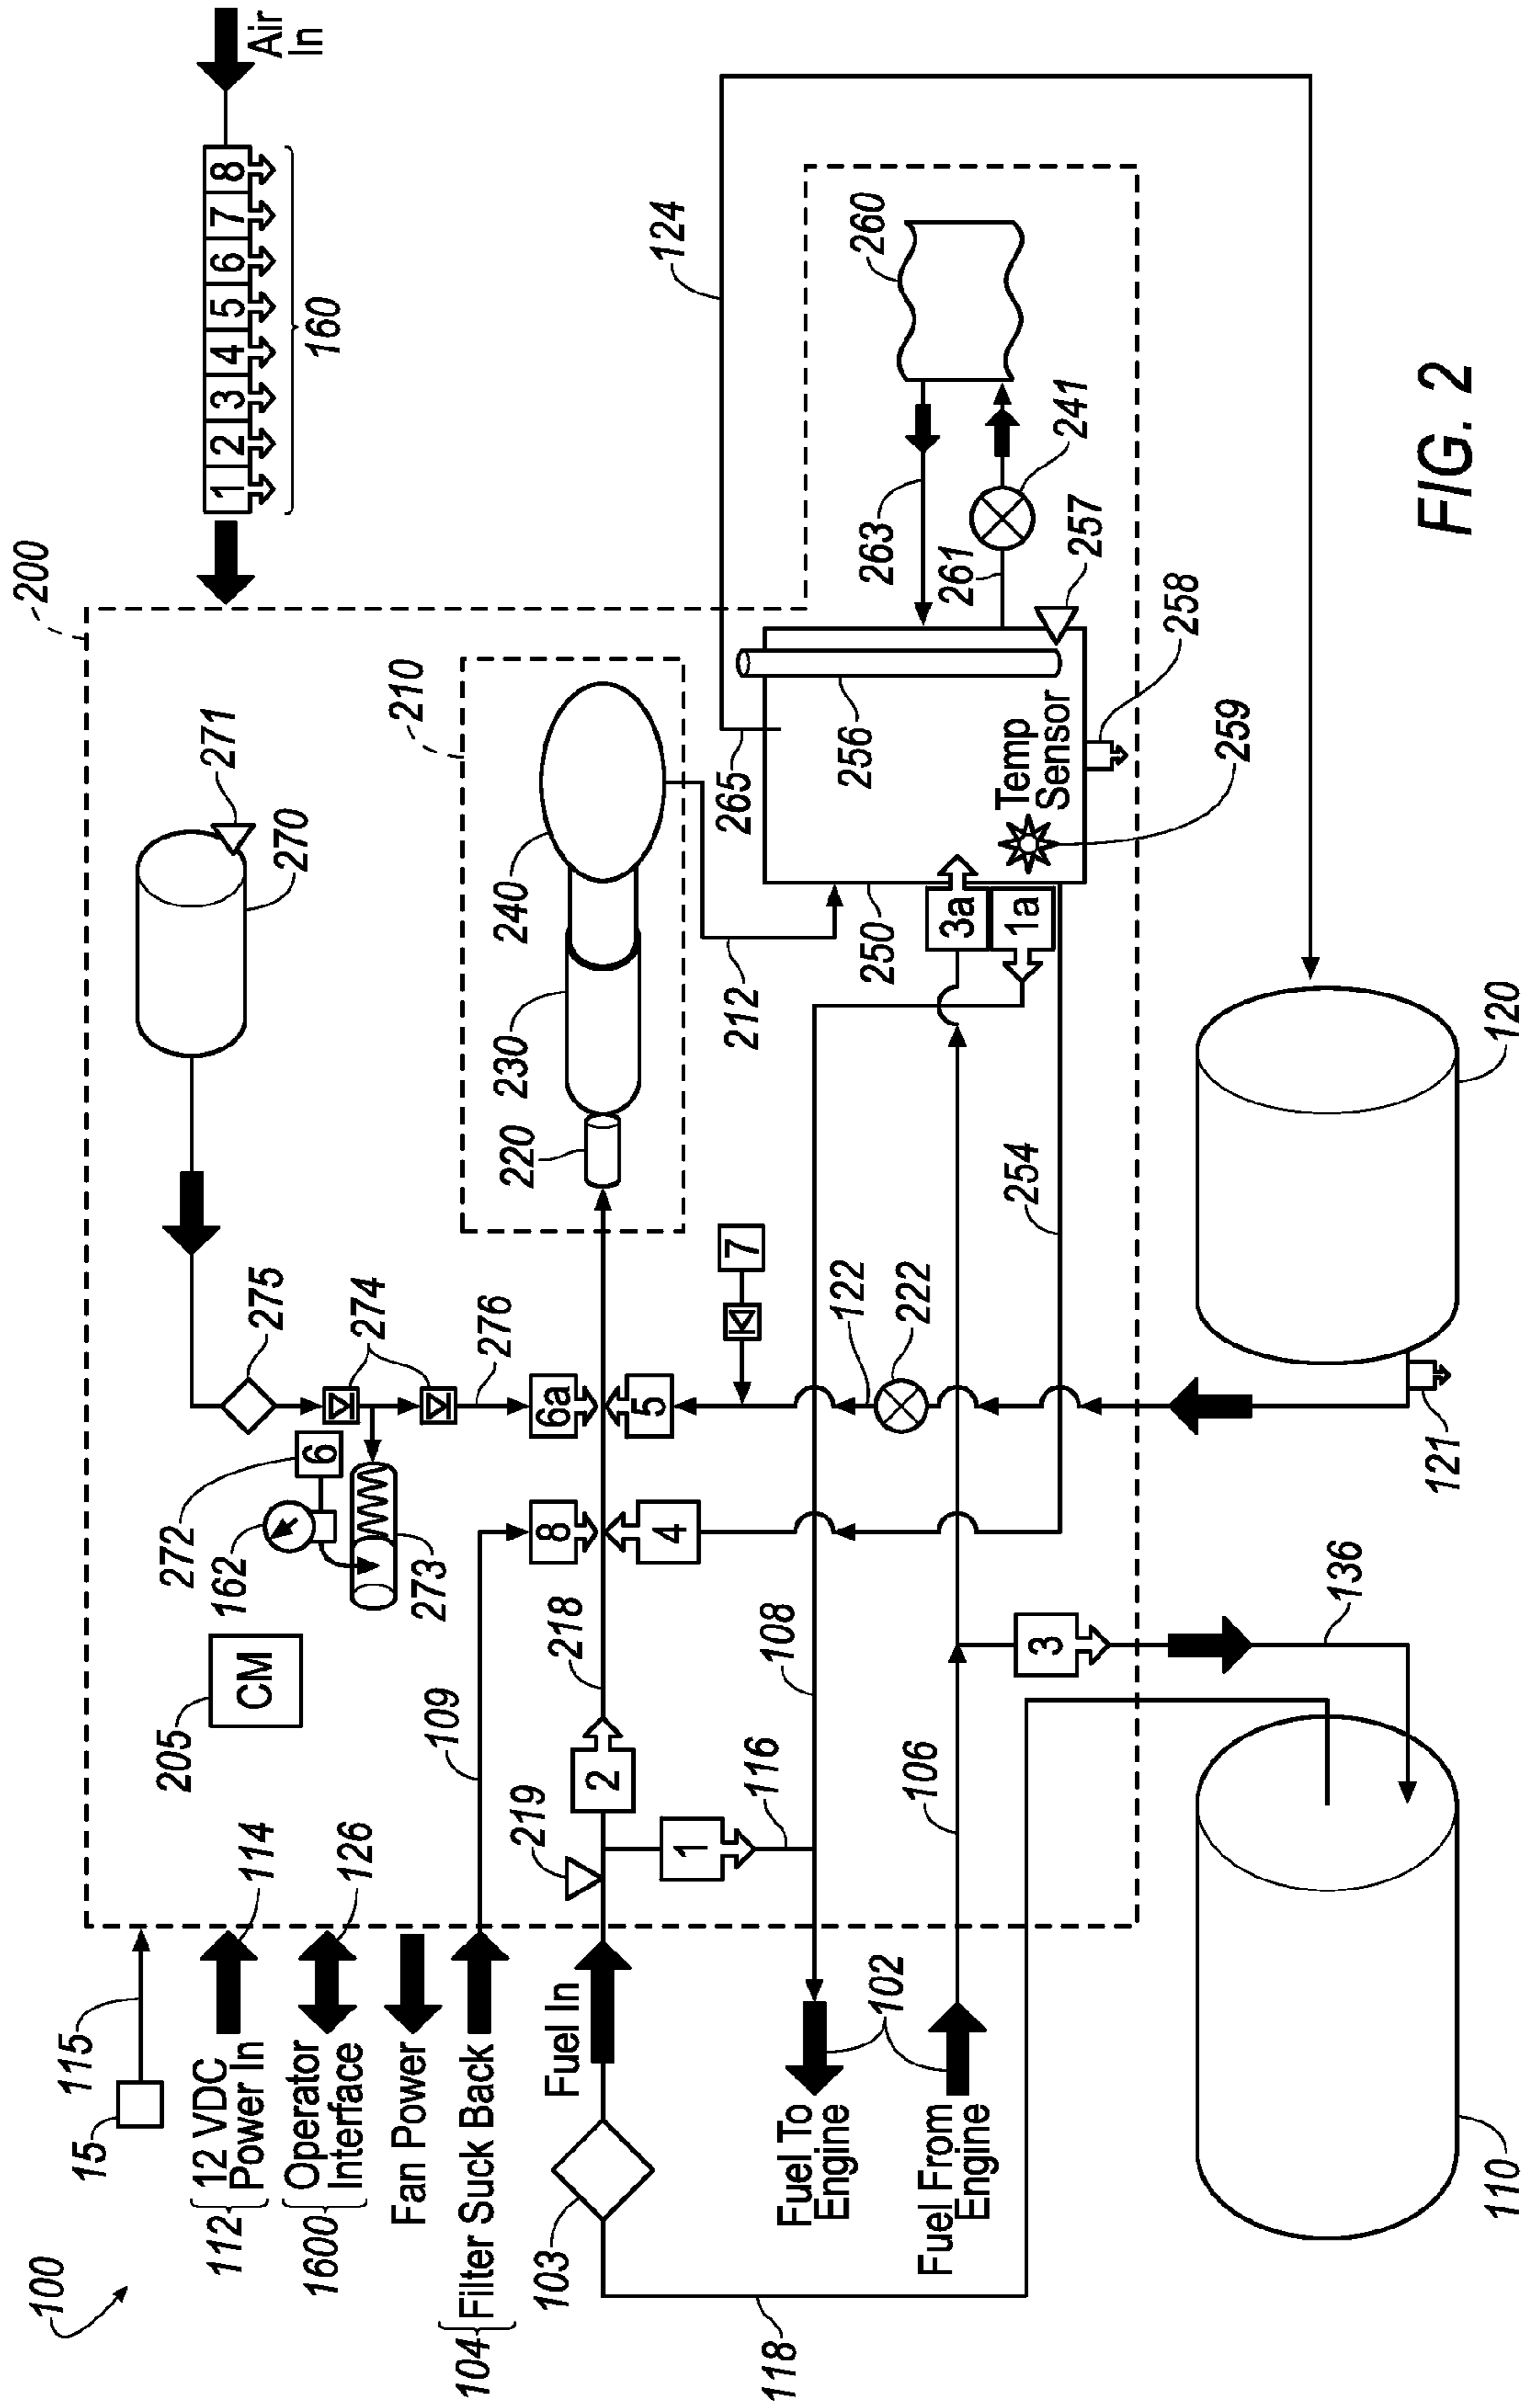 100
200
Air
In
1 2 3 4 5 6 7 8
160
15
115
112
12 VDC
Power In
114
1600
Operator
Interface
126
Fan Power
104
Filter Suck Back
109
205
CM
272
6
162
273
275
274
276
271
270
6a
8
5
4
7
210
220
230
240
212
103
Fuel In
219
2
218
1
116
108
118
Fuel To
Engine
102
Fuel From
Engine
106
3
136
122
222
254
250
3a
1a
265
256
Temp
Sensor
259
258
257
263
261
241
260
124
110
120
121
FIG. 2